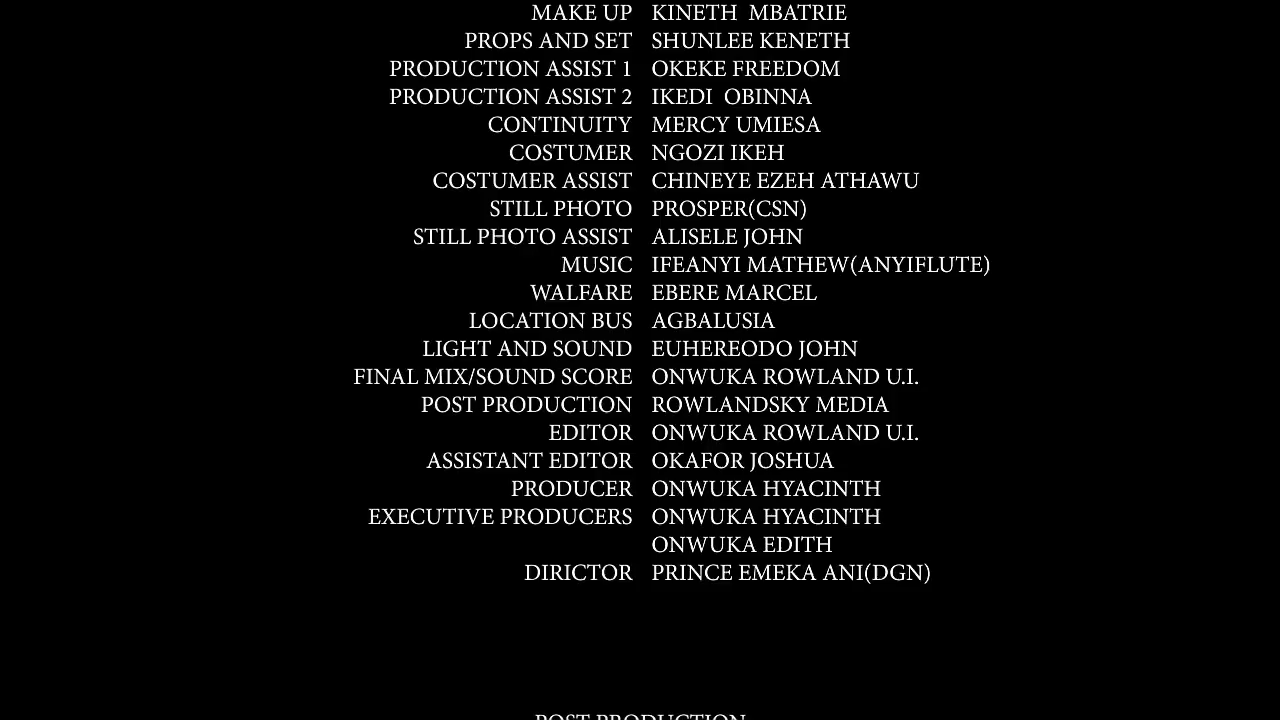 MAKE UP KINETH MBATRIE
PROPS AND SET SHUNLEE KENETH
PRODUCTION ASSIST 1 OKEKE FREEDOM
PRODUCTION ASSIST 2 IKEDI OBINNA
CONTINUITY MERCY UMIESA
COSTUMER NGOZI IKEH
COSTUMER ASSIST CHINEYE EZEH ATHAWU
STILL PHOTO PROSPER(CSN)
STILL PHOTO ASSIST ALISELE JOHN
MUSIC IFEANYI MATHEW(ANYIFLUTE)
WALFARE EBERE MARCEL
LOCATION BUS AGBALUSIA
LIGHT AND SOUND EUHEREODO JOHN
FINAL MIX/SOUND SCORE ONWUKA ROWLAND U.I.
POST PRODUCTION ROWLANDSKY MEDIA
EDITOR ONWUKA ROWLAND U.I.
ASSISTANT EDITOR OKAFOR JOSHUA
PRODUCER ONWUKA HYACINTH
EXECUTIVE PRODUCERS ONWUKA HYACINTH
ONWUKA EDITH
DIRICTOR PRINCE EMEKA ANI(DGN)
POST PRODUCTION